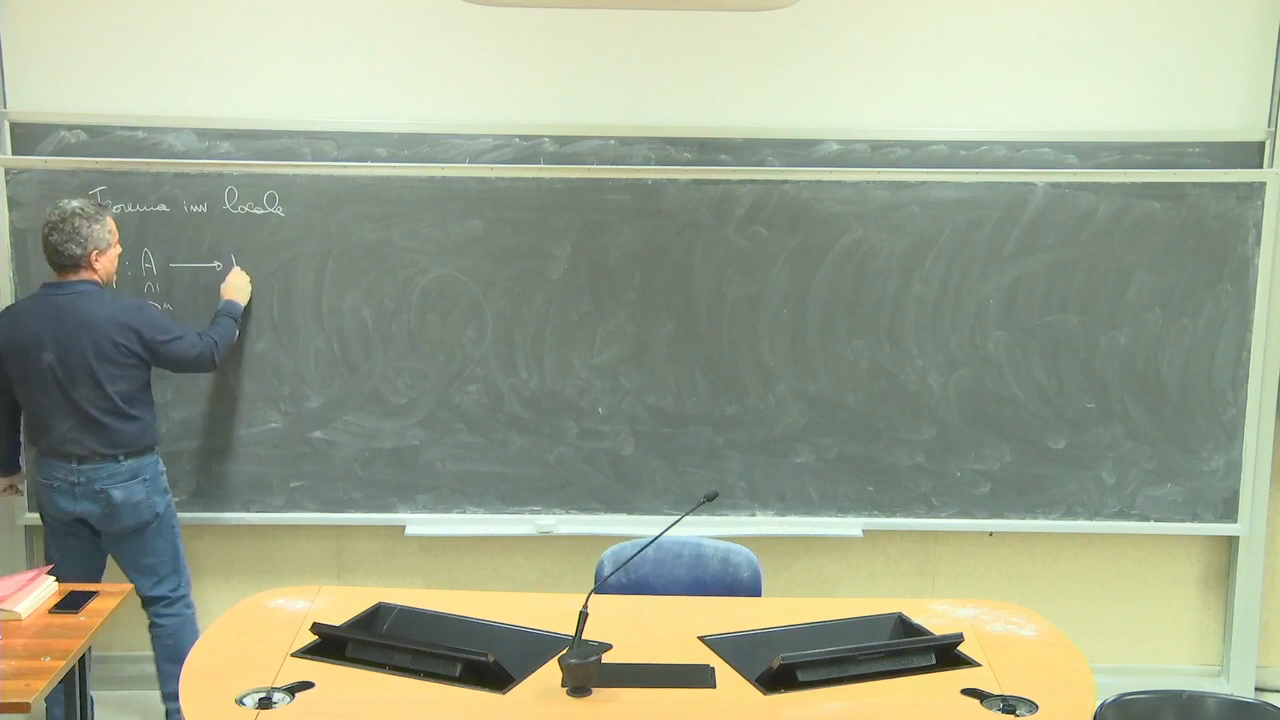 Teorema inv locale
: A ⟶
∩|